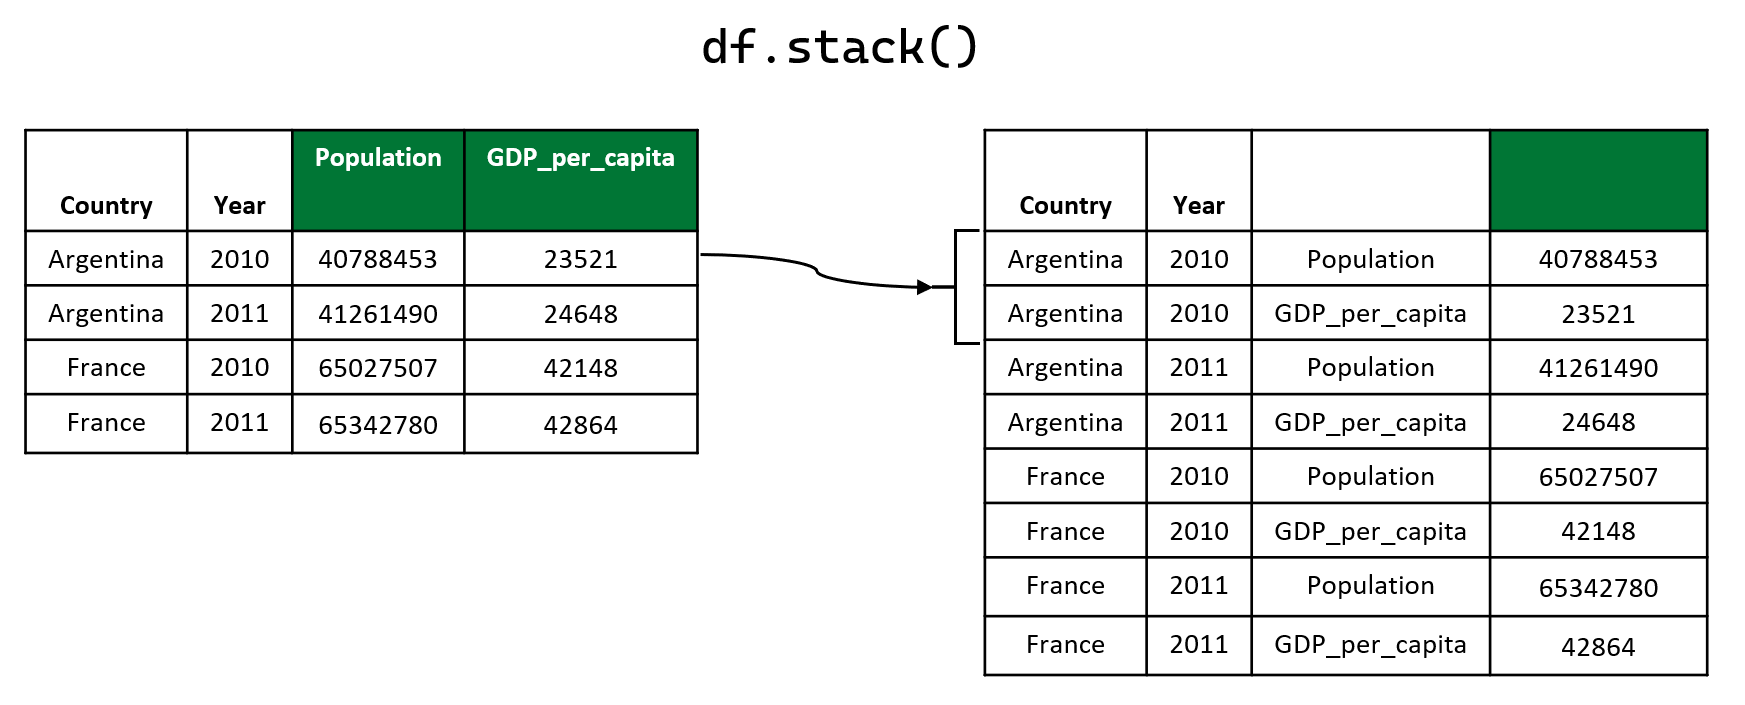 df.stack()
Country Year Population GDP_per_capita
Argentina 2010 40788453 23521
Argentina 2011 41261490 24648
France 2010 65027507 42148
France 2011 65342780 42864
Country Year
Argentina 2010 Population 40788453
Argentina 2010 GDP_per_capita 23521
Argentina 2011 Population 41261490
Argentina 2011 GDP_per_capita 24648
France 2010 Population 65027507
France 2010 GDP_per_capita 42148
France 2011 Population 65342780
France 2011 GDP_per_capita 42864